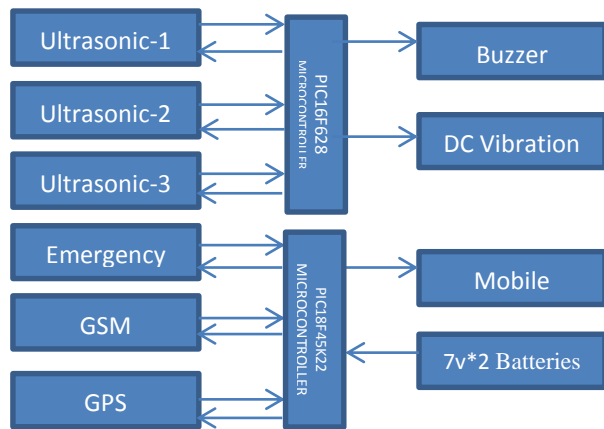 Ultrasonic-1
Ultrasonic-2
Ultrasonic-3
PIC16F628
MICROCONTROLLER
Buzzer
DC Vibration
Emergency
GSM
GPS
PIC18F45K22
MICROCONTROLLER
Mobile
7v*2 Batteries